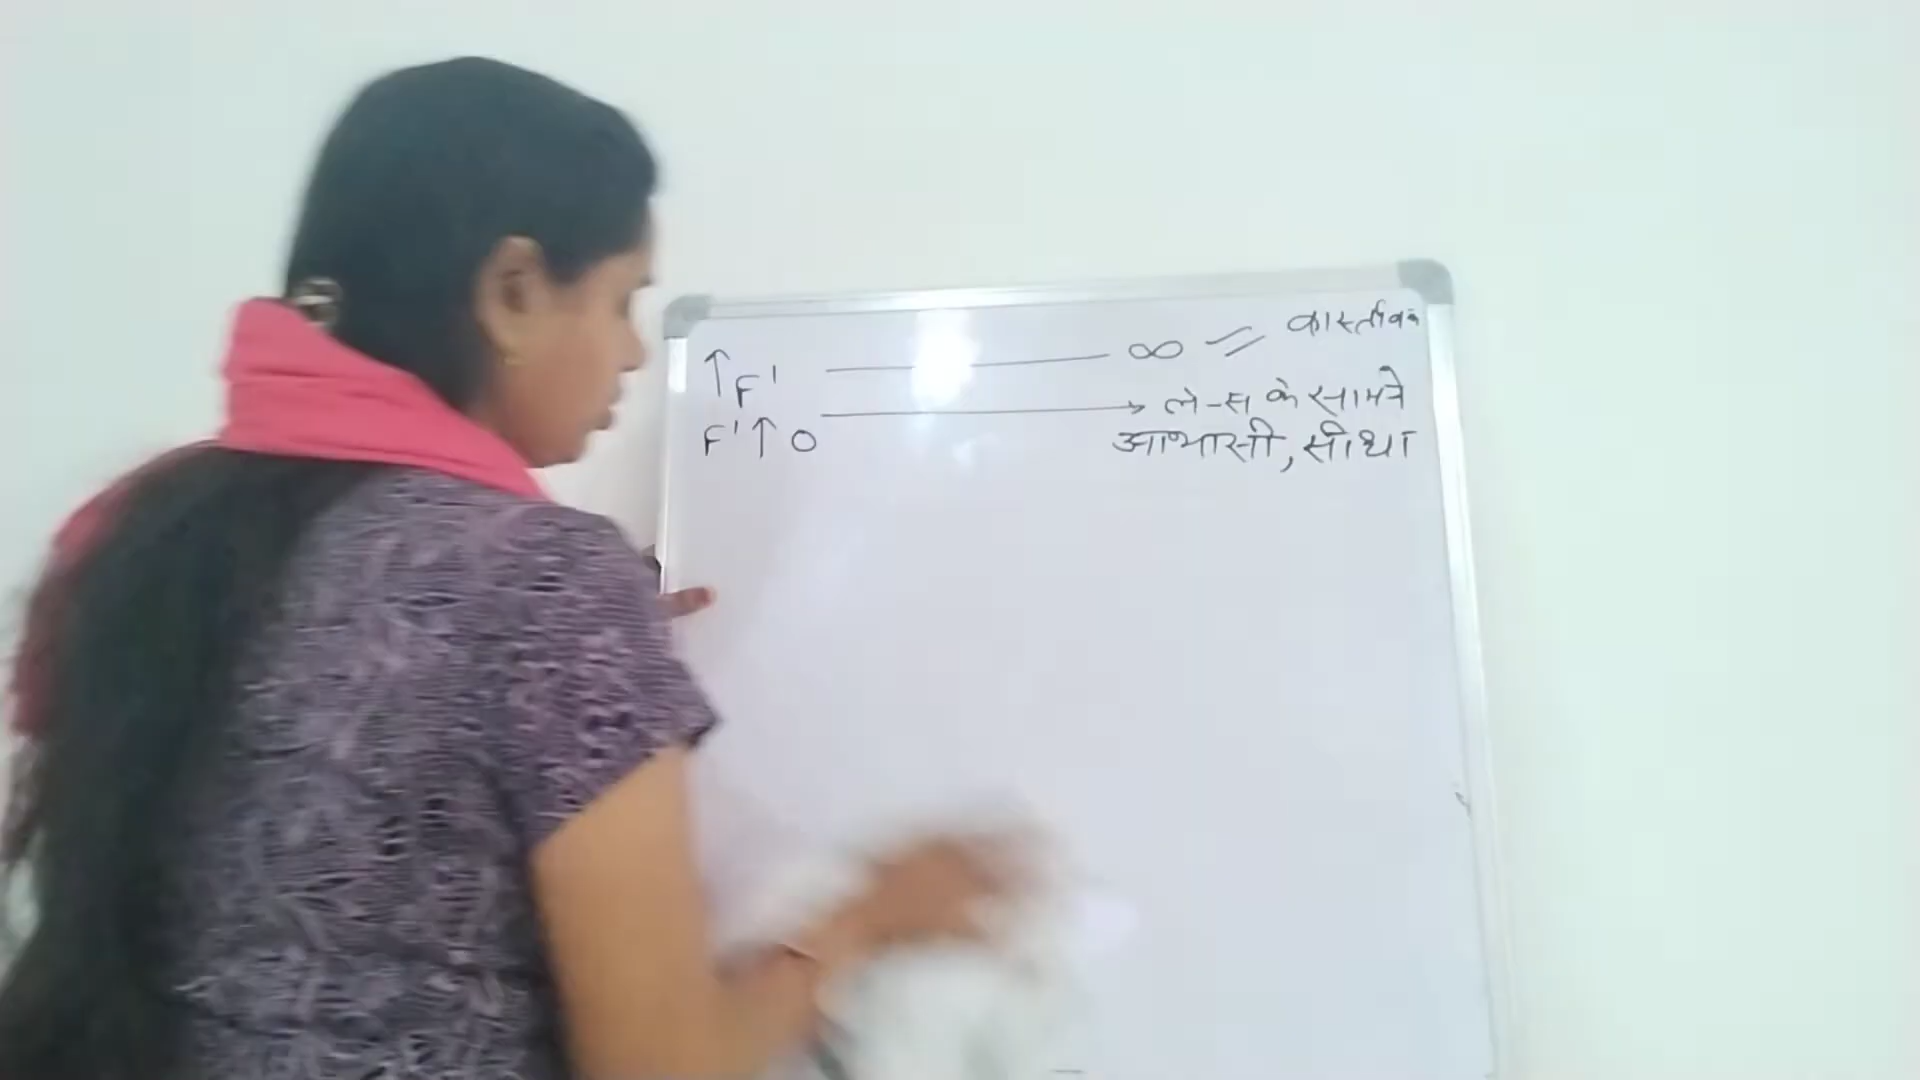 ↑F' ——— ∞ = वास्तविक
F'↑O ——→ लेन्स के सामने
आभासी, सीधा